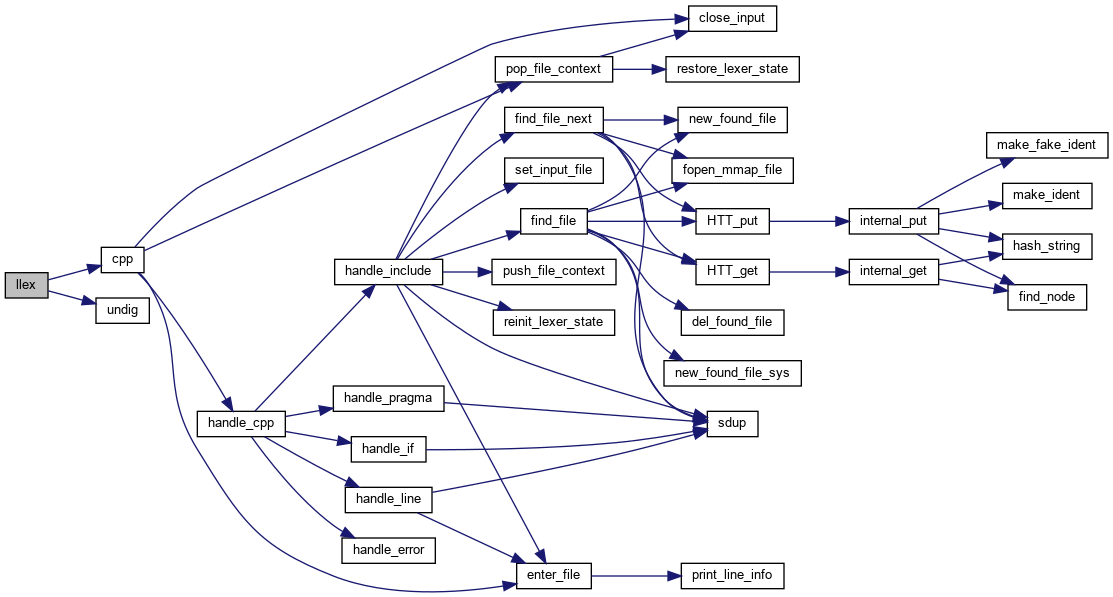 llex
cpp
undig
handle_cpp
handle_include
handle_pragma
handle_if
handle_line
handle_error
pop_file_context
find_file_next
set_input_file
find_file
push_file_context
reinit_lexer_state
enter_file
close_input
restore_lexer_state
new_found_file
fopen_mmap_file
HTT_put
HTT_get
del_found_file
new_found_file_sys
sdup
print_line_info
internal_put
internal_get
make_fake_ident
make_ident
hash_string
find_node